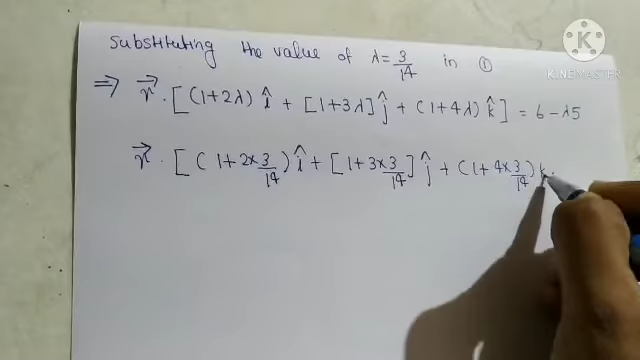 Substituting the value of λ = 3/14 in ①
⇒ r⃗ . [(1+2λ) î + [1+3λ] ĵ + (1+4λ) k̂] = 6 - λ5
r⃗ . [(1+2×3/14) î + [1+3×3/14] ĵ + (1+4×3/14) k
KINEMASTER